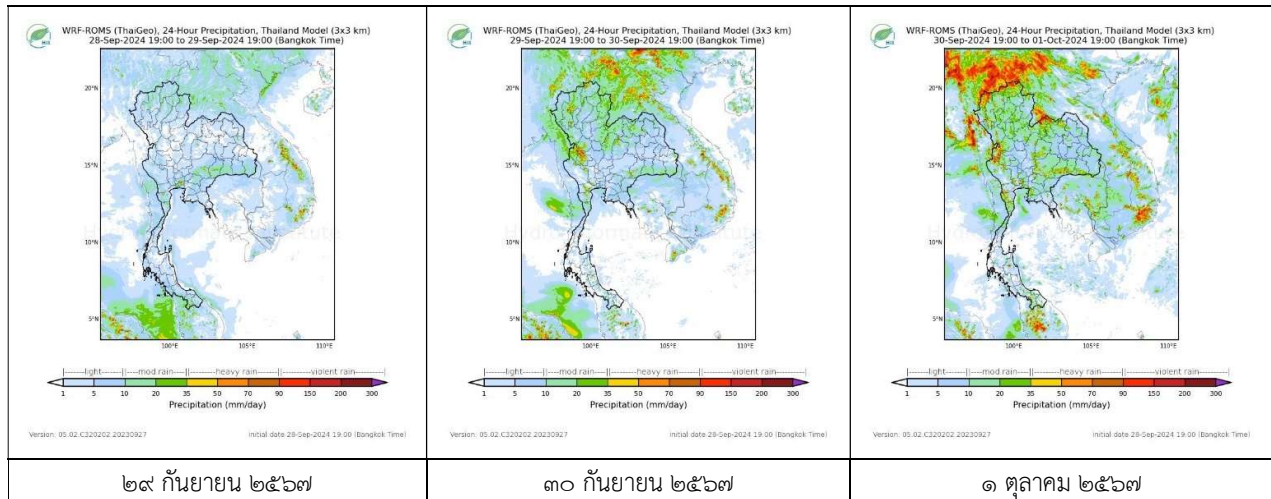 WRF-ROMS (ThaiGeo), 24-Hour Precipitation, Thailand Model (3x3 km)
28-Sep-2024 19:00 to 29-Sep-2024 19:00 (Bangkok Time)
20°N
15°N
10°N
5°N
100°E
105°E
110°E
|--------light-------||----mod rain-----||-------heavy rain-------||-------violent rain-------|
1 5 10 20 35 50 70 90 150 200 300
Precipitation (mm/day)
Version: 05.02.C320202.20230927
Initial date 28-Sep-2024 19:00 (Bangkok Time)
๒๙ กันยายน ๒๕๖๗
WRF-ROMS (ThaiGeo), 24-Hour Precipitation, Thailand Model (3x3 km)
29-Sep-2024 19:00 to 30-Sep-2024 19:00 (Bangkok Time)
20°N
15°N
10°N
5°N
100°E
105°E
110°E
|--------light-------||----mod rain-----||-------heavy rain-------||-------violent rain-------|
1 5 10 20 35 50 70 90 150 200 300
Precipitation (mm/day)
Version: 05.02.C320202.20230927
Initial date 28-Sep-2024 19:00 (Bangkok Time)
๓๐ กันยายน ๒๕๖๗
WRF-ROMS (ThaiGeo), 24-Hour Precipitation, Thailand Model (3x3 km)
30-Sep-2024 19:00 to 01-Oct-2024 19:00 (Bangkok Time)
20°N
15°N
10°N
5°N
100°E
105°E
110°E
|--------light-------||----mod rain-----||-------heavy rain-------||-------violent rain-------|
1 5 10 20 35 50 70 90 150 200 300
Precipitation (mm/day)
Version: 05.02.C320202.20230927
Initial date 28-Sep-2024 19:00 (Bangkok Time)
๑ ตุลาคม ๒๕๖๗